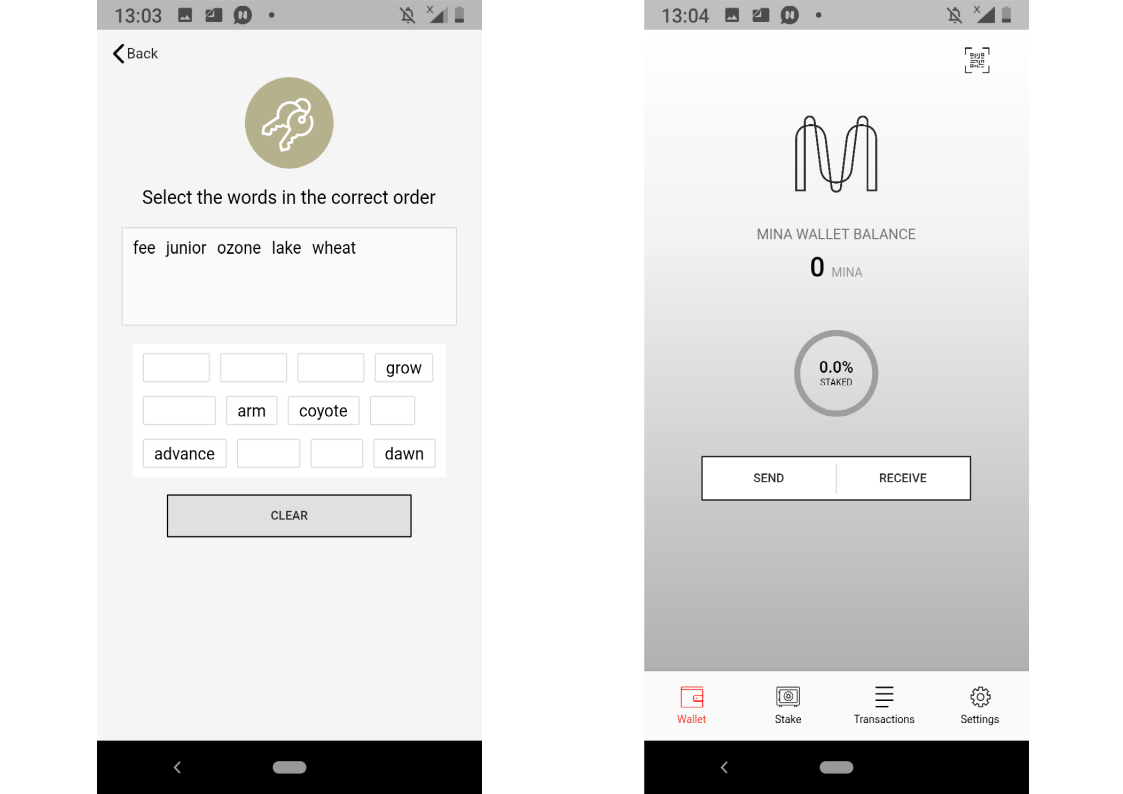 13:03
Back
Select the words in the correct order
fee junior ozone lake wheat
grow
arm coyote
advance dawn
CLEAR
13:04
MINA WALLET BALANCE
0 MINA
0.0%
STAKED
SEND RECEIVE
Wallet Stake Transactions Settings